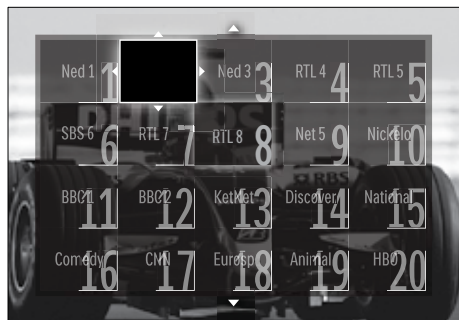 Ned 1 1 Ned 3 3 RTL 4 4 RTL 5 5
SBS 6 6 RTL 7 7 RTL 8 8 Net 5 9 Nickelo 10
RBS
BBC1 11 BBC2 12 Ketket 13 Discover 14 National 15
Comedy 16 CNN 17 Eurosp 18 Animal 19 HBO 20